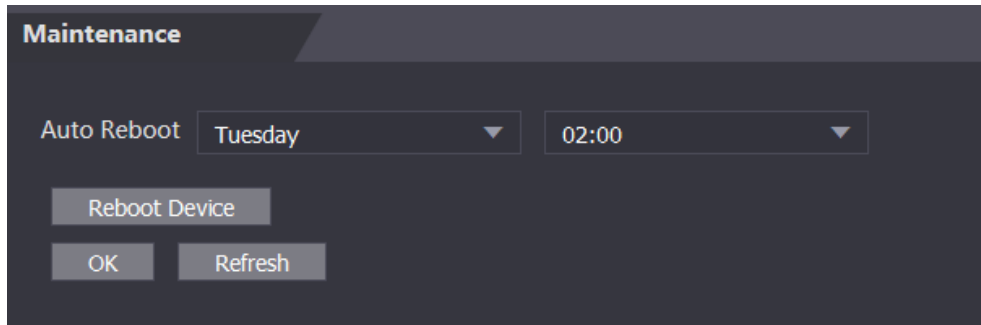 Maintenance
Auto Reboot Tuesday 02:00
Reboot Device
OK Refresh